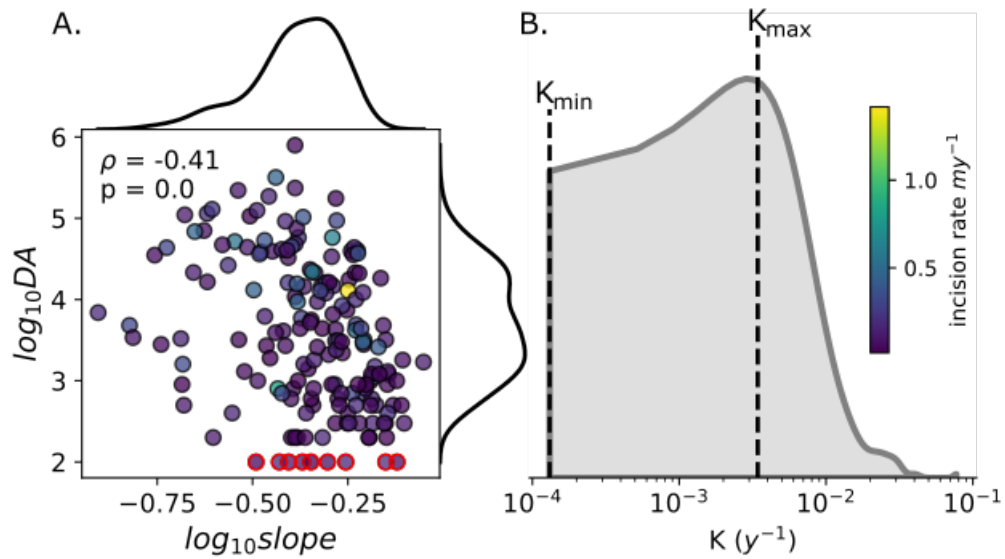 A.
ρ = -0.41
p = 0.0
6
5
4
3
2
log₁₀DA
−0.75 −0.50 −0.25
log₁₀slope
B.
Kmax
Kmin
1.0
0.5
incision rate my⁻¹
10⁻⁴ 10⁻³ 10⁻² 10⁻¹
K (y⁻¹)